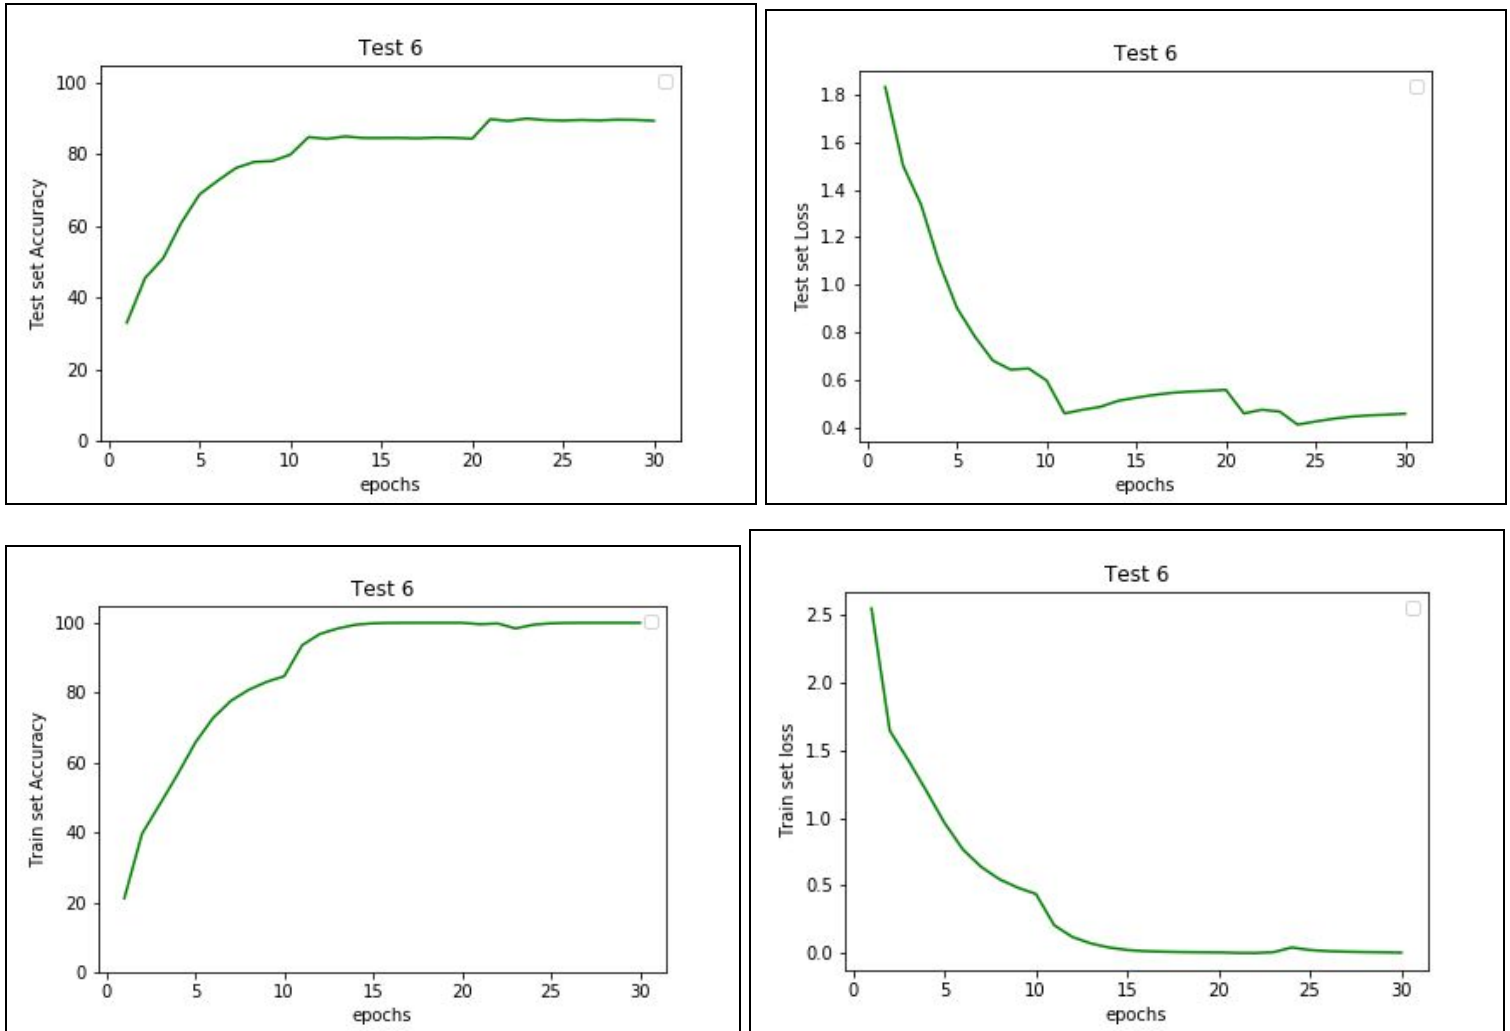 Test 6
100
80
60
40
20
0
Test set Accuracy
0 5 10 15 20 25 30
epochs
Test 6
1.8
1.6
1.4
1.2
1.0
0.8
0.6
0.4
Test set Loss
0 5 10 15 20 25 30
epochs
Test 6
100
80
60
40
20
0
Train set Accuracy
0 5 10 15 20 25 30
epochs
Test 6
2.5
2.0
1.5
1.0
0.5
0.0
Train set loss
0 5 10 15 20 25 30
epochs